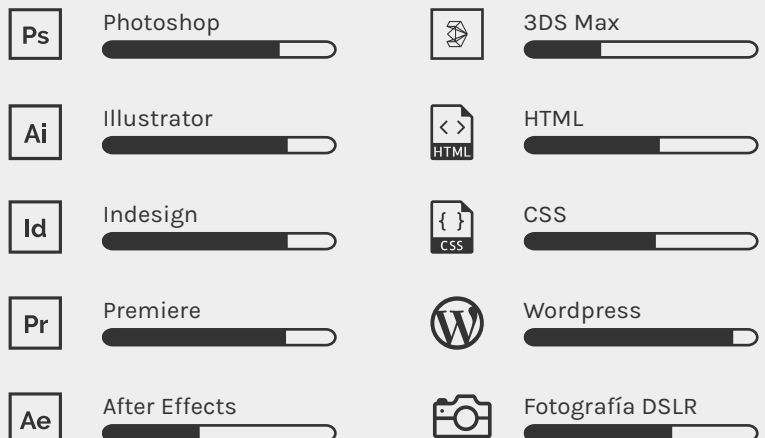 Ps Photoshop
Ai Illustrator
Id Indesign
Pr Premiere
Ae After Effects
3DS Max
HTML HTML
CSS CSS
W Wordpress
Fotografía DSLR